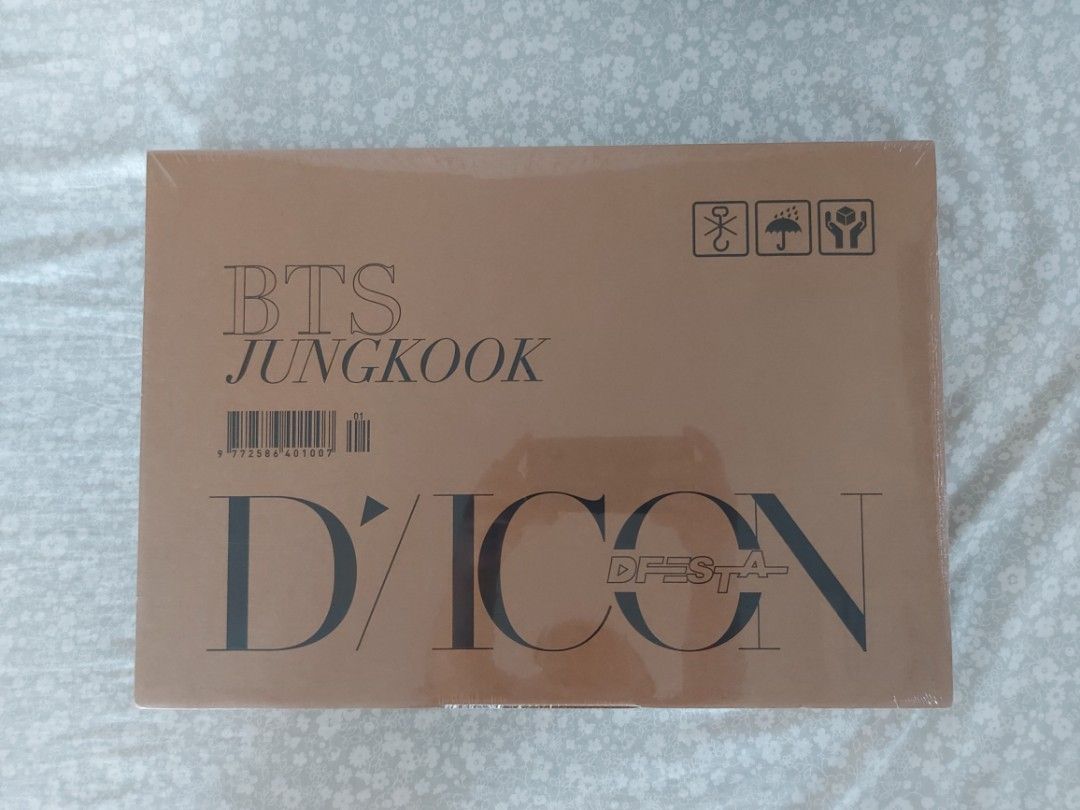 BTS
JUNGKOOK
01
9 772586 401007
D’/ICON
DFESTA